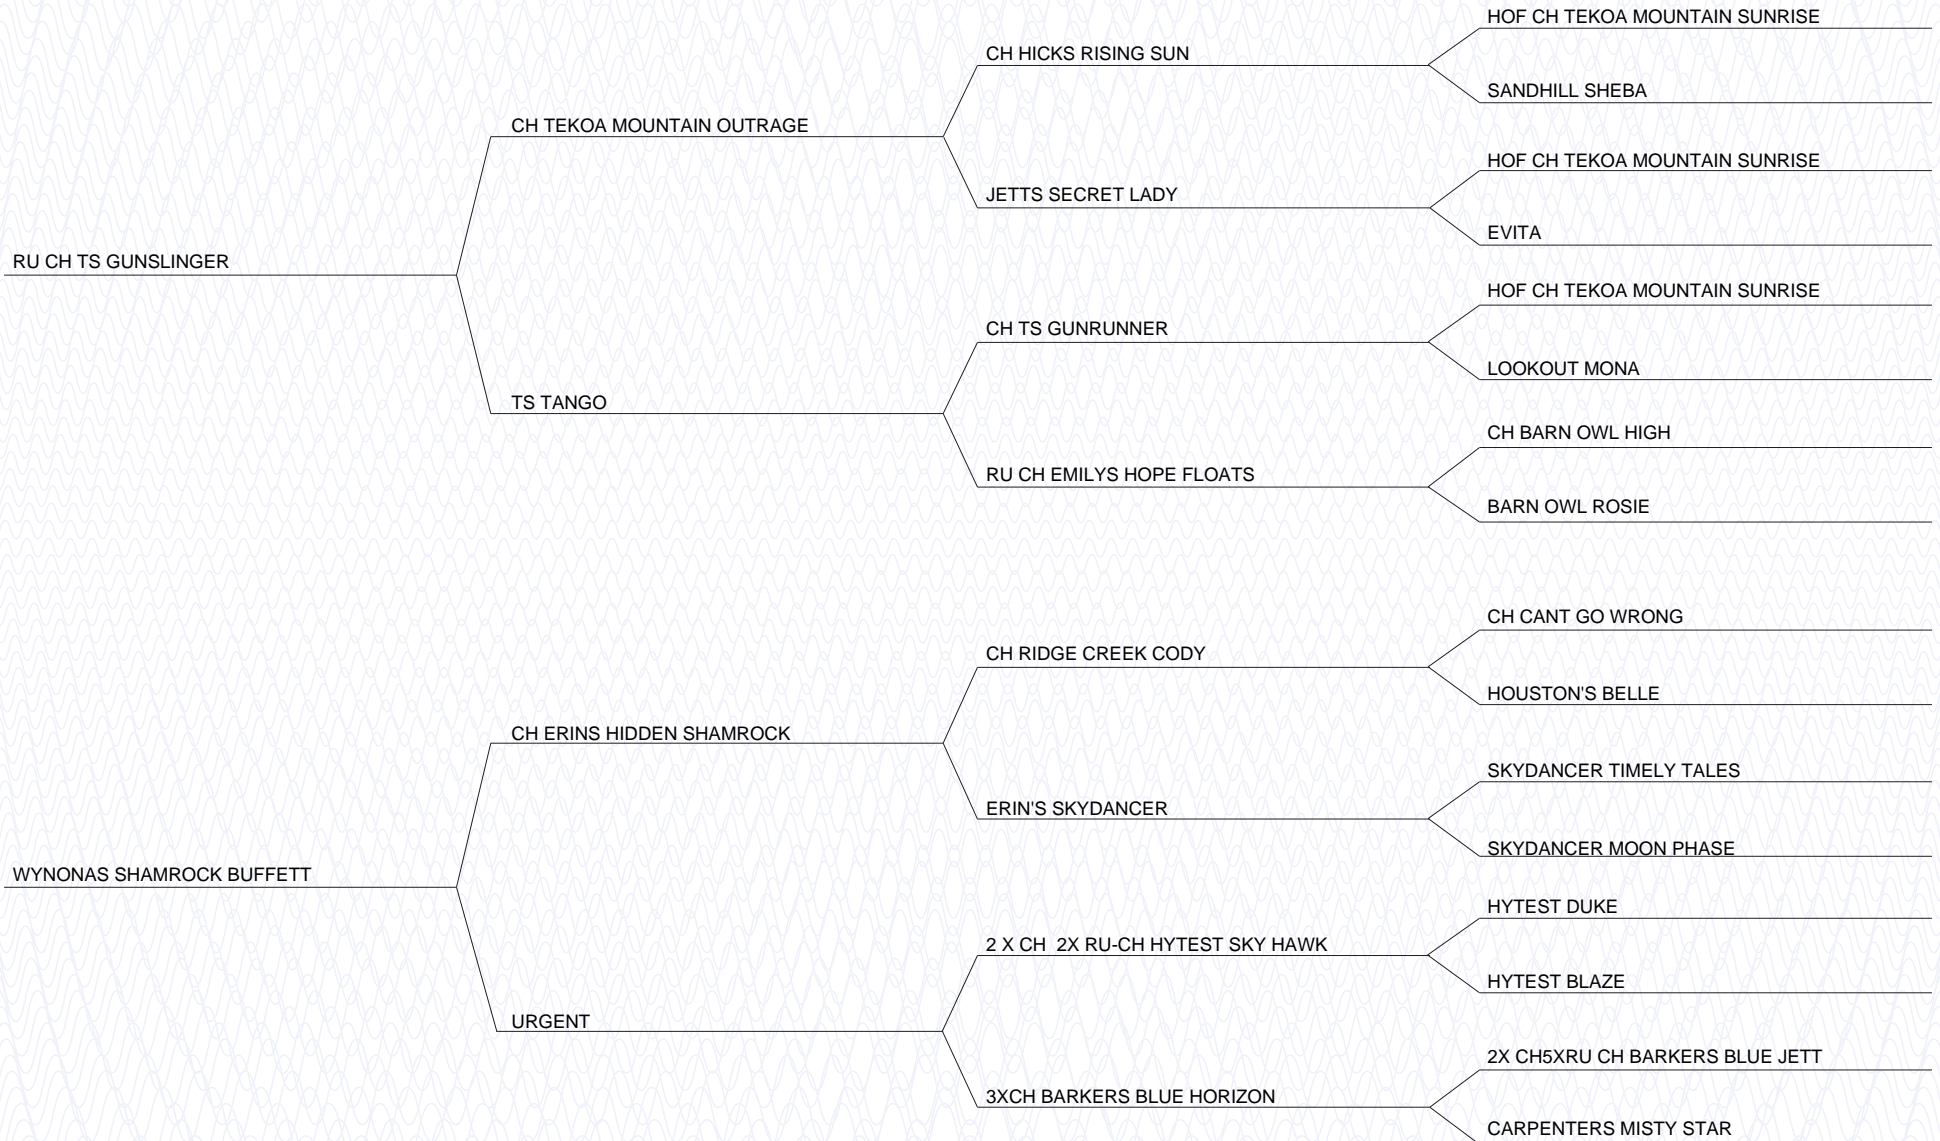 HOF CH TEKOA MOUNTAIN SUNRISE
CH HICKS RISING SUN
SANDHILL SHEBA
CH TEKOA MOUNTAIN OUTRAGE
HOF CH TEKOA MOUNTAIN SUNRISE
JETTS SECRET LADY
EVITA
RU CH TS GUNSLINGER
HOF CH TEKOA MOUNTAIN SUNRISE
CH TS GUNRUNNER
LOOKOUT MONA
TS TANGO
CH BARN OWL HIGH
RU CH EMILYS HOPE FLOATS
BARN OWL ROSIE
CH CANT GO WRONG
CH RIDGE CREEK CODY
HOUSTON'S BELLE
CH ERINS HIDDEN SHAMROCK
SKYDANCER TIMELY TALES
ERIN'S SKYDANCER
SKYDANCER MOON PHASE
WYNONAS SHAMROCK BUFFETT
HYTEST DUKE
2 X CH  2X RU-CH HYTEST SKY HAWK
HYTEST BLAZE
URGENT
2X CH5XRU CH BARKERS BLUE JETT
3XCH BARKERS BLUE HORIZON
CARPENTERS MISTY STAR